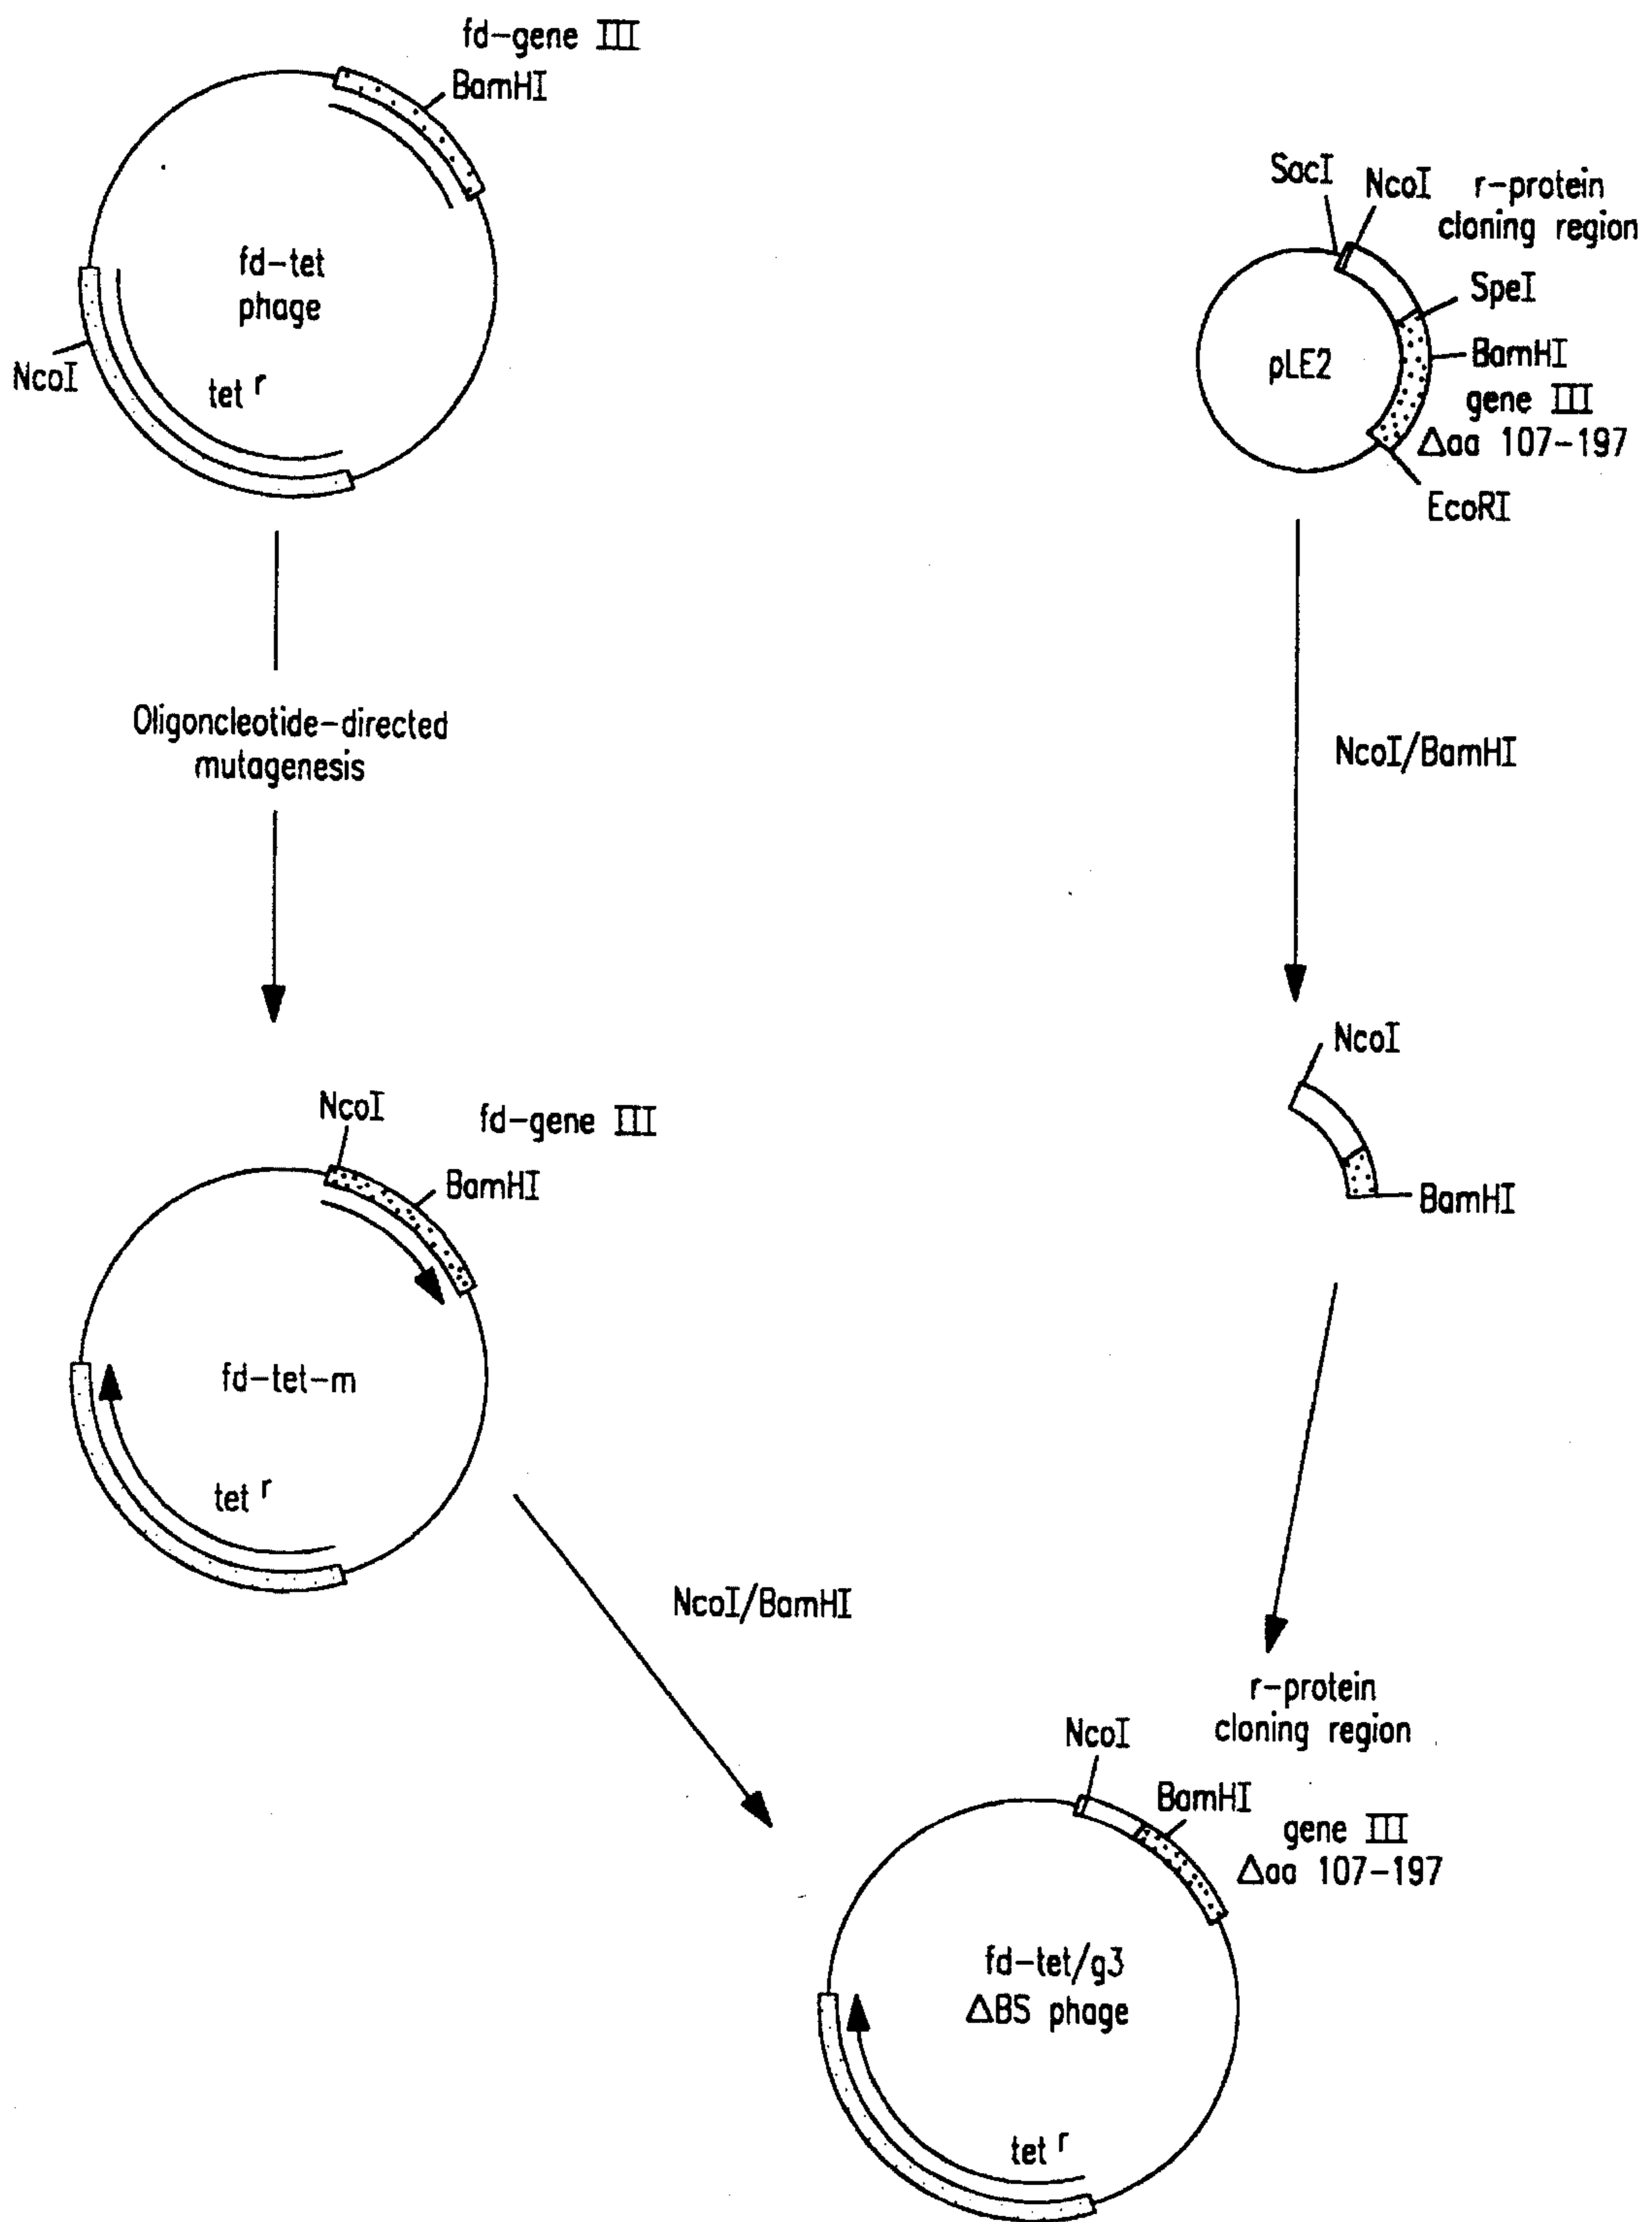 fd-gene III
BamHI
fd-tet
phage
NcoI
tet r
SacI
NcoI
r-protein
cloning region
SpeI
BamHI
pLE2
gene III
Δaa 107-197
EcoRI
Oligoncleotide-directed
mutagenesis
NcoI/BamHI
NcoI
BamHI
NcoI
fd-gene III
BamHI
fd-tet-m
tet r
NcoI/BamHI
r-protein
cloning region
NcoI
BamHI
gene III
Δaa 107-197
fd-tet/g3
ΔBS phage
tet r